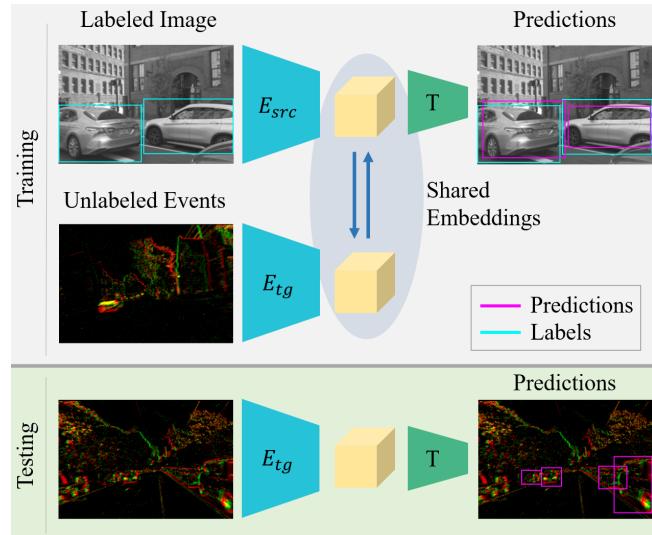 Labeled Image
Predictions
Training
E_src
T
Unlabeled Events
Shared
Embeddings
E_tg
Predictions
Labels
Testing
Predictions
E_tg
T